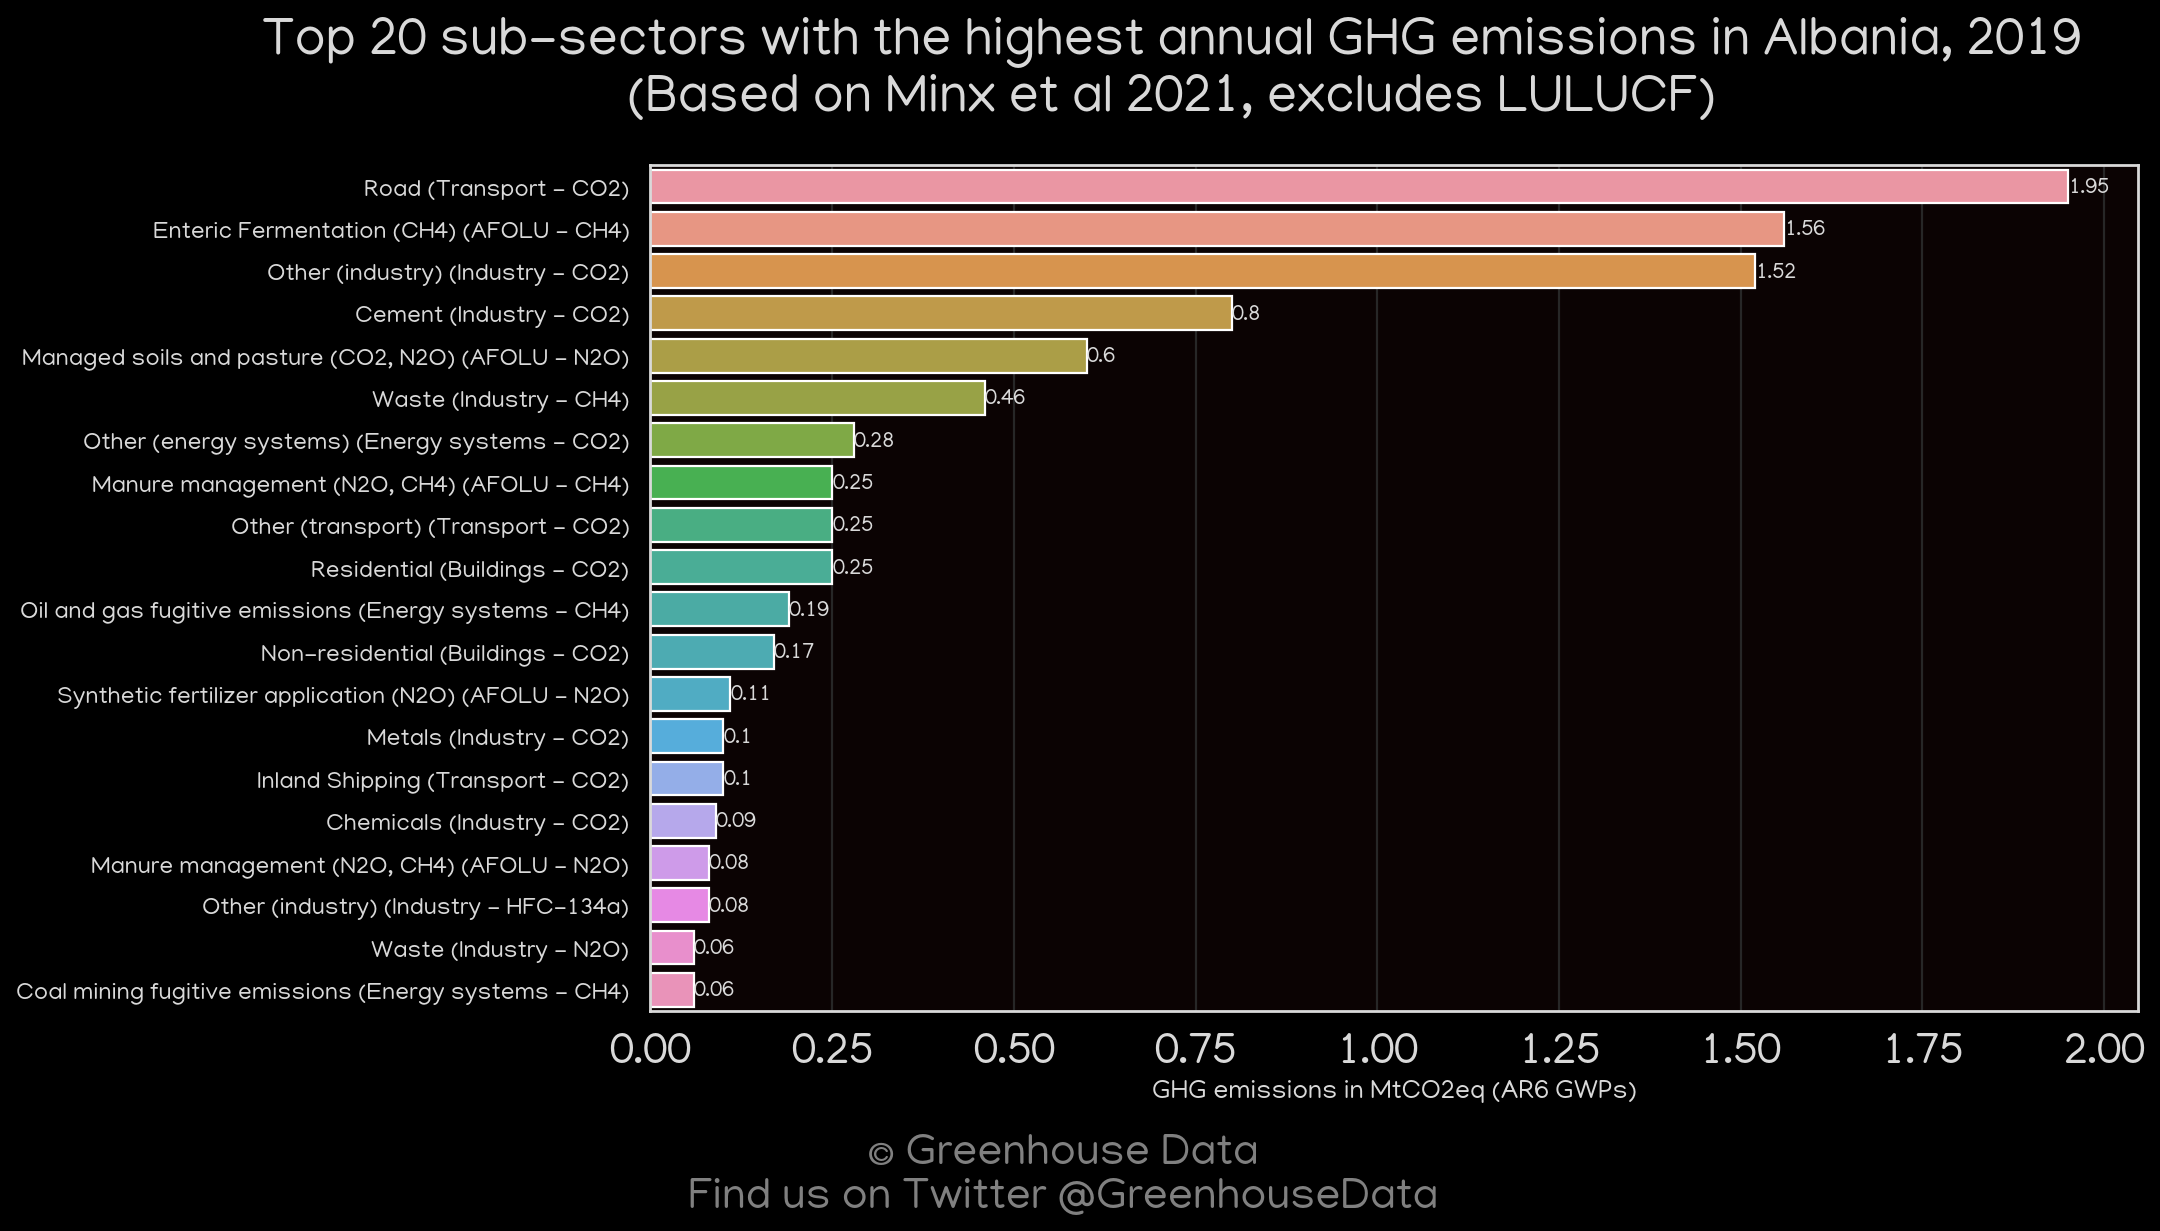 Top 20 sub-sectors with the highest annual GHG emissions in Albania, 2019
(Based on Minx et al 2021, excludes LULUCF)
Road (Transport - CO2) 1.95
Enteric Fermentation (CH4) (AFOLU - CH4) 1.56
Other (industry) (Industry - CO2) 1.52
Cement (Industry - CO2) 0.8
Managed soils and pasture (CO2, N2O) (AFOLU - N2O) 0.6
Waste (Industry - CH4) 0.46
Other (energy systems) (Energy systems - CO2) 0.28
Manure management (N2O, CH4) (AFOLU - CH4) 0.25
Other (transport) (Transport - CO2) 0.25
Residential (Buildings - CO2) 0.25
Oil and gas fugitive emissions (Energy systems - CH4) 0.19
Non-residential (Buildings - CO2) 0.17
Synthetic fertilizer application (N2O) (AFOLU - N2O) 0.11
Metals (Industry - CO2) 0.1
Inland Shipping (Transport - CO2) 0.1
Chemicals (Industry - CO2) 0.09
Manure management (N2O, CH4) (AFOLU - N2O) 0.08
Other (industry) (Industry - HFC-134a) 0.08
Waste (Industry - N2O) 0.06
Coal mining fugitive emissions (Energy systems - CH4) 0.06
0.00 0.25 0.50 0.75 1.00 1.25 1.50 1.75 2.00
GHG emissions in MtCO2eq (AR6 GWPs)
© Greenhouse Data
Find us on Twitter @GreenhouseData